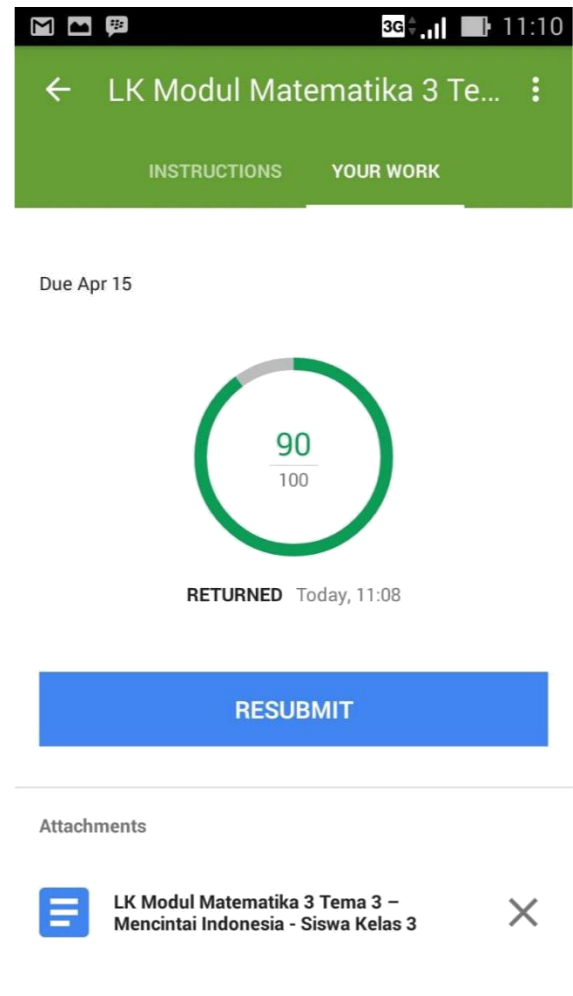 3G 11:10
LK Modul Matematika 3 Te...
INSTRUCTIONS YOUR WORK
Due Apr 15
90
100
RETURNED Today, 11:08
RESUBMIT
Attachments
LK Modul Matematika 3 Tema 3 –
Mencintai Indonesia - Siswa Kelas 3